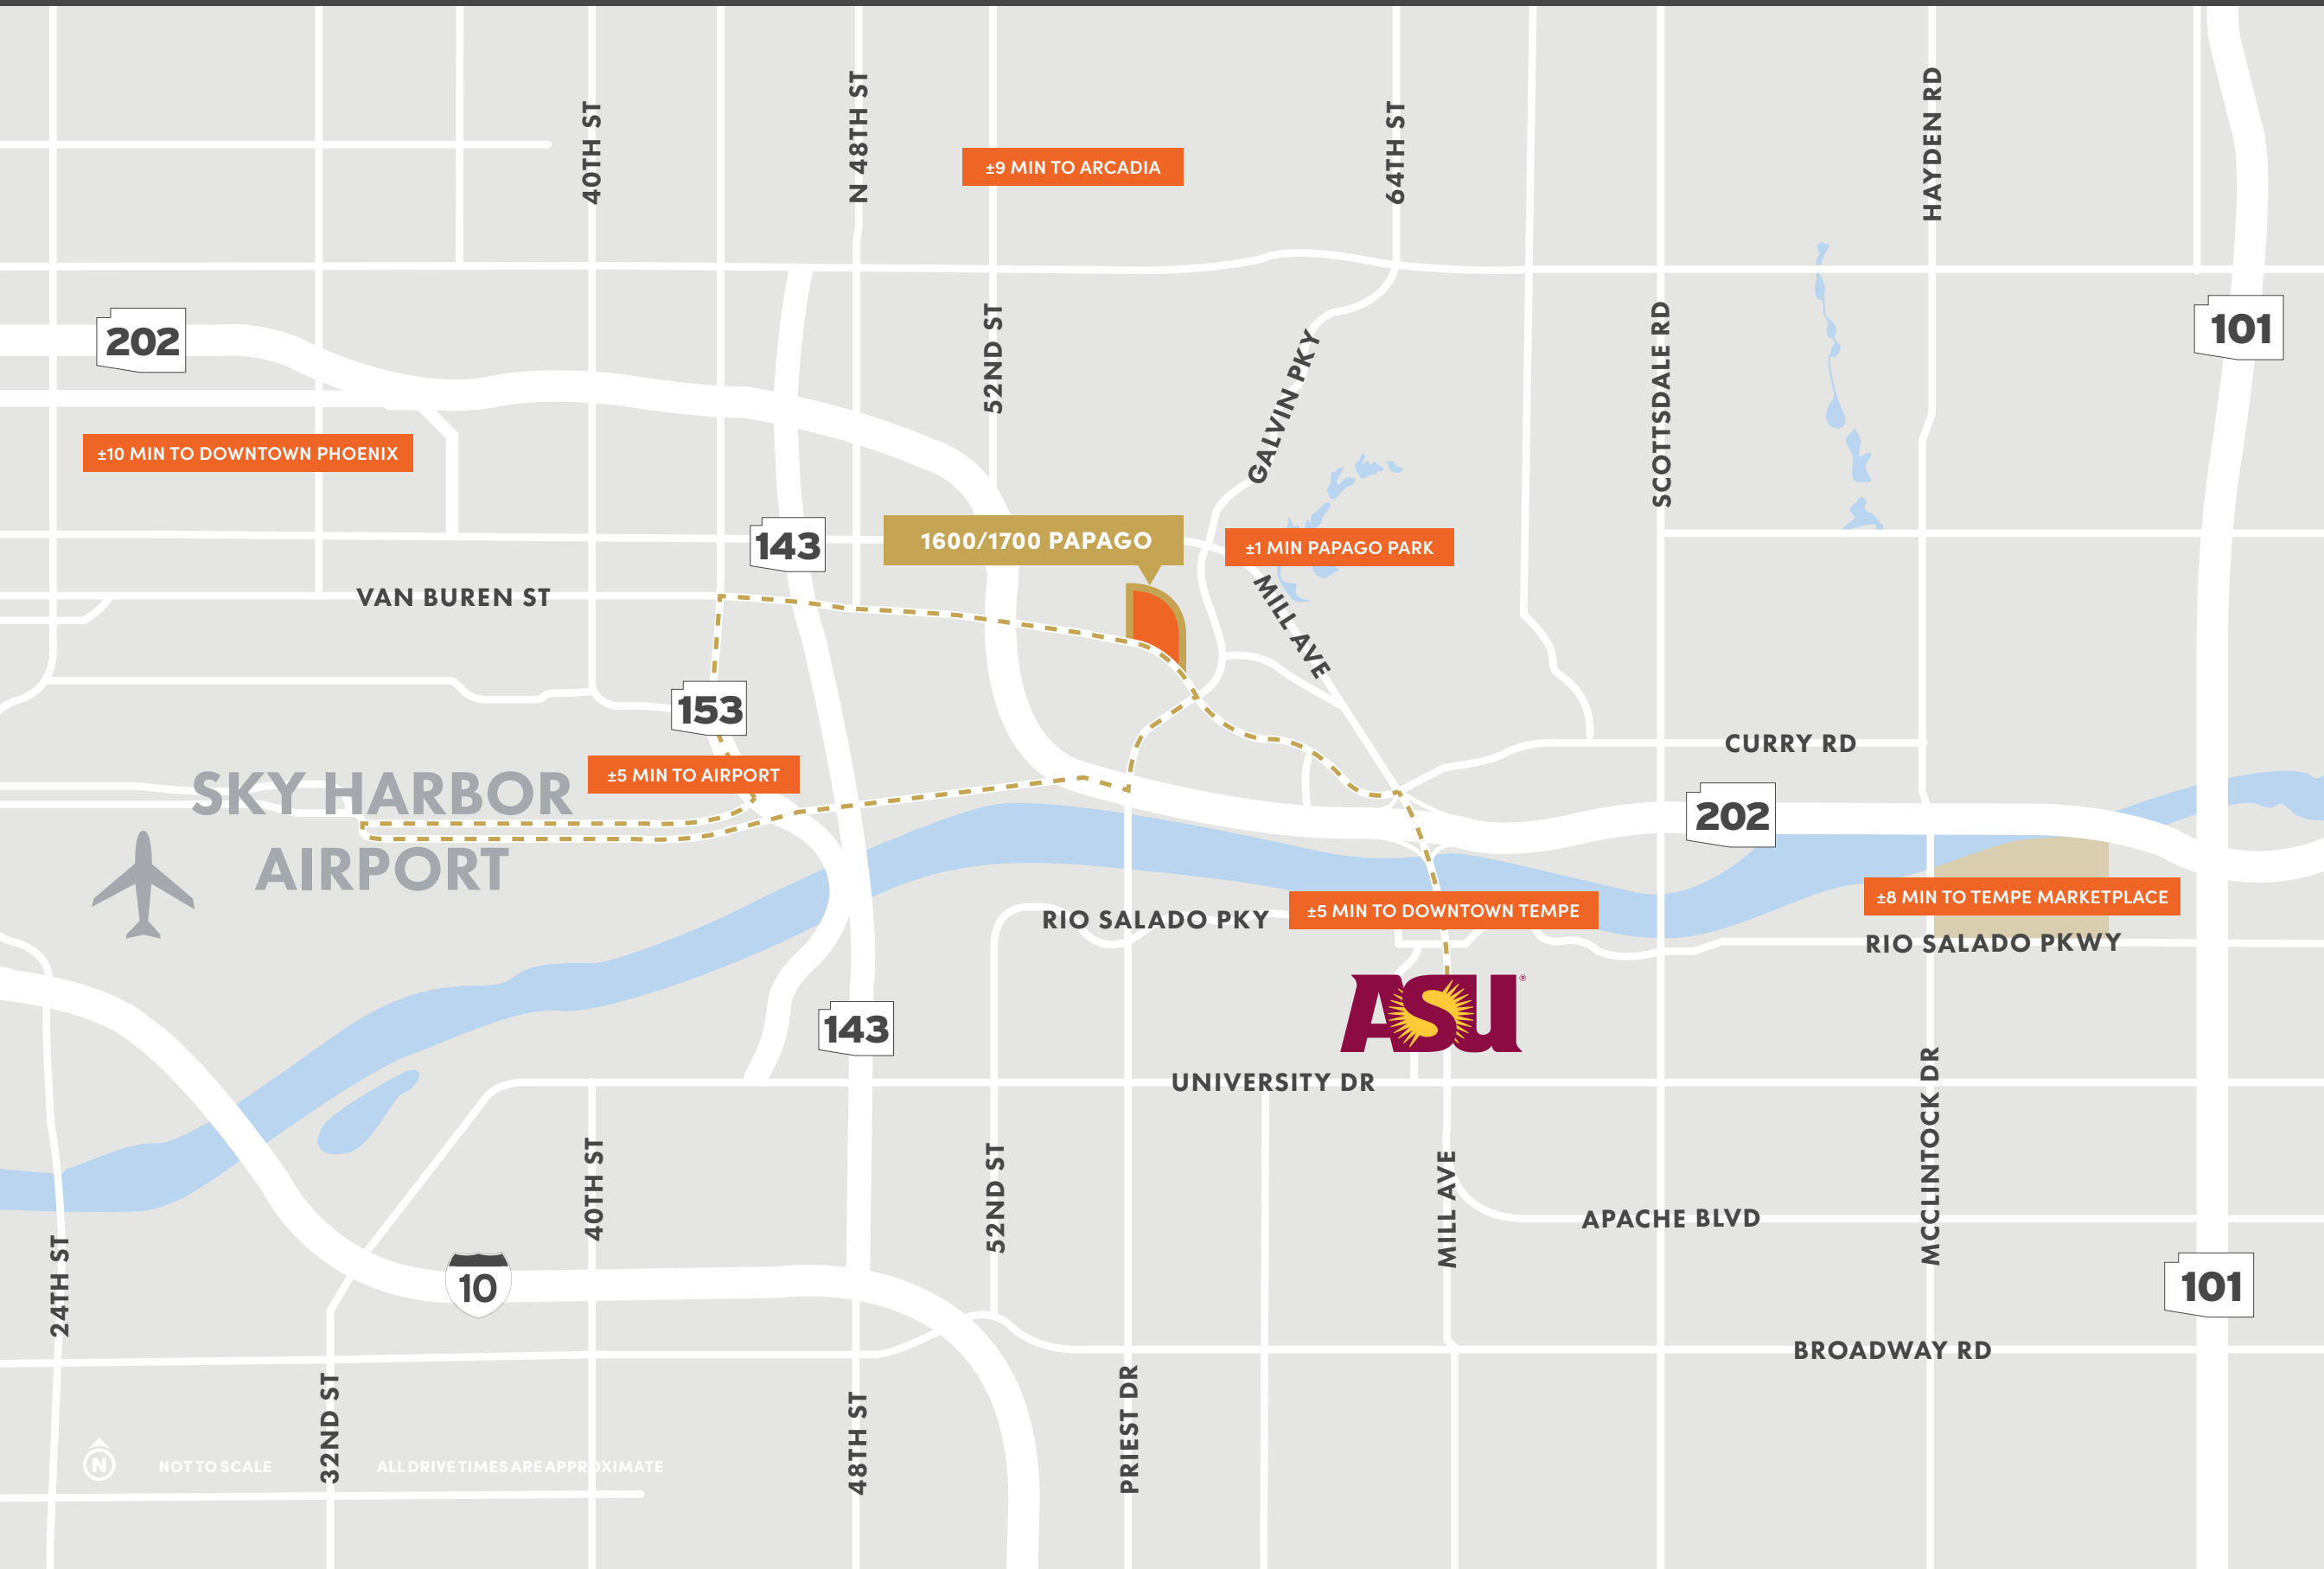 40TH ST
N 48TH ST
±9 MIN TO ARCADIA
64TH ST
HAYDEN RD
202
52ND ST
GALVIN PKY
SCOTTSDALE RD
101
±10 MIN TO DOWNTOWN PHOENIX
143
1600/1700 PAPAGO
±1 MIN PAPAGO PARK
VAN BUREN ST
MILL AVE
153
CURRY RD
±5 MIN TO AIRPORT
SKY HARBOR
AIRPORT
202
RIO SALADO PKY
±5 MIN TO DOWNTOWN TEMPE
±8 MIN TO TEMPE MARKETPLACE
RIO SALADO PKWY
ASU
®
143
UNIVERSITY DR
40TH ST
52ND ST
MILL AVE
APACHE BLVD
MCCLINTOCK DR
24TH ST
10
101
BROADWAY RD
32ND ST
48TH ST
PRIEST DR
N
NOT TO SCALE
ALL DRIVE TIMES ARE APPROXIMATE